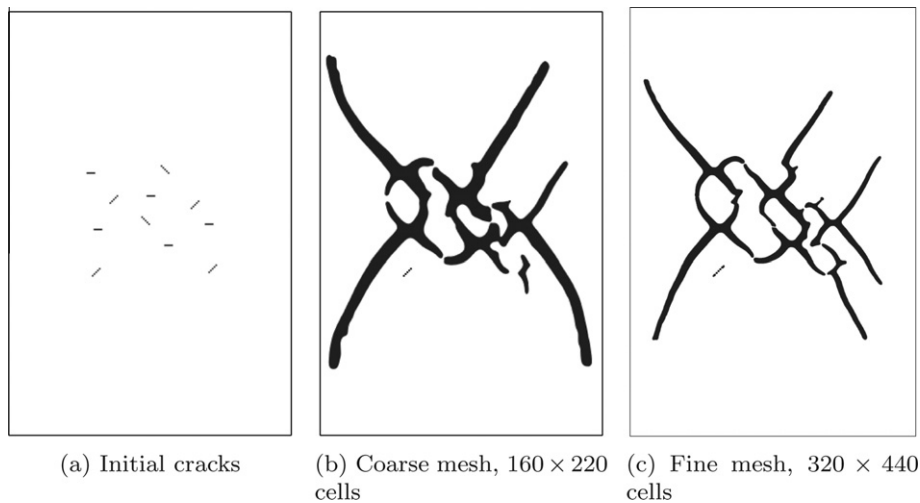 (a) Initial cracks
(b) Coarse mesh, 160 × 220
cells
(c) Fine mesh, 320 × 440
cells